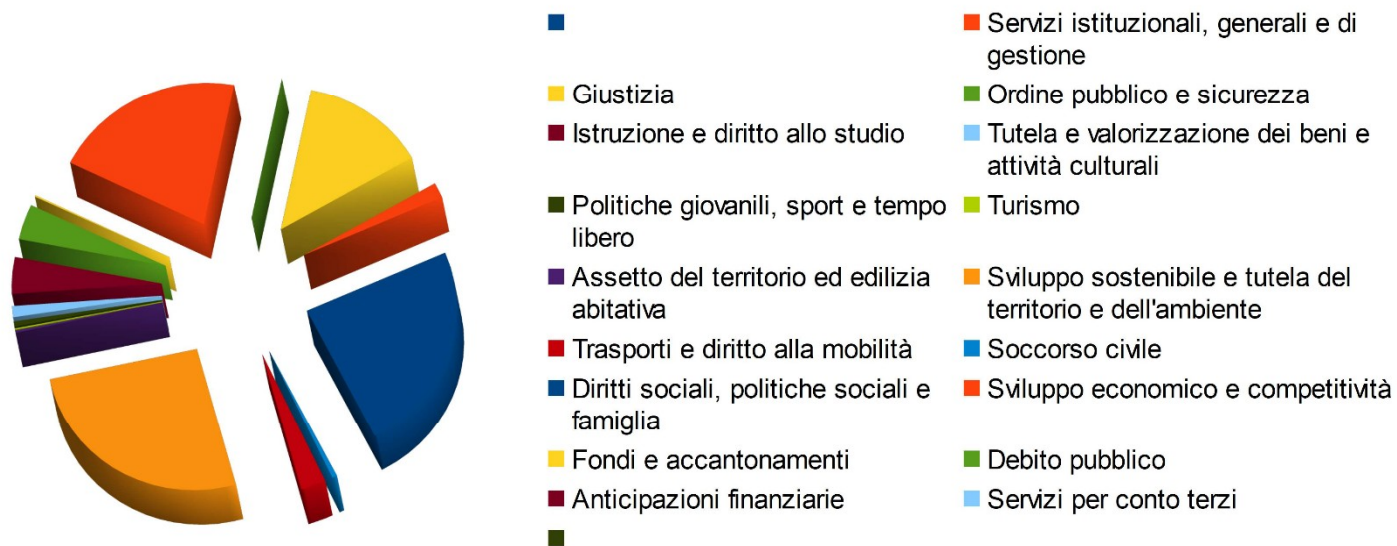 Servizi istituzionali, generali e di
gestione
Giustizia
Ordine pubblico e sicurezza
Istruzione e diritto allo studio
Tutela e valorizzazione dei beni e
attività culturali
Politiche giovanili, sport e tempo
libero
Turismo
Assetto del territorio ed edilizia
abitativa
Sviluppo sostenibile e tutela del
territorio e dell'ambiente
Trasporti e diritto alla mobilità
Soccorso civile
Diritti sociali, politiche sociali e
famiglia
Sviluppo economico e competitività
Fondi e accantonamenti
Debito pubblico
Anticipazioni finanziarie
Servizi per conto terzi